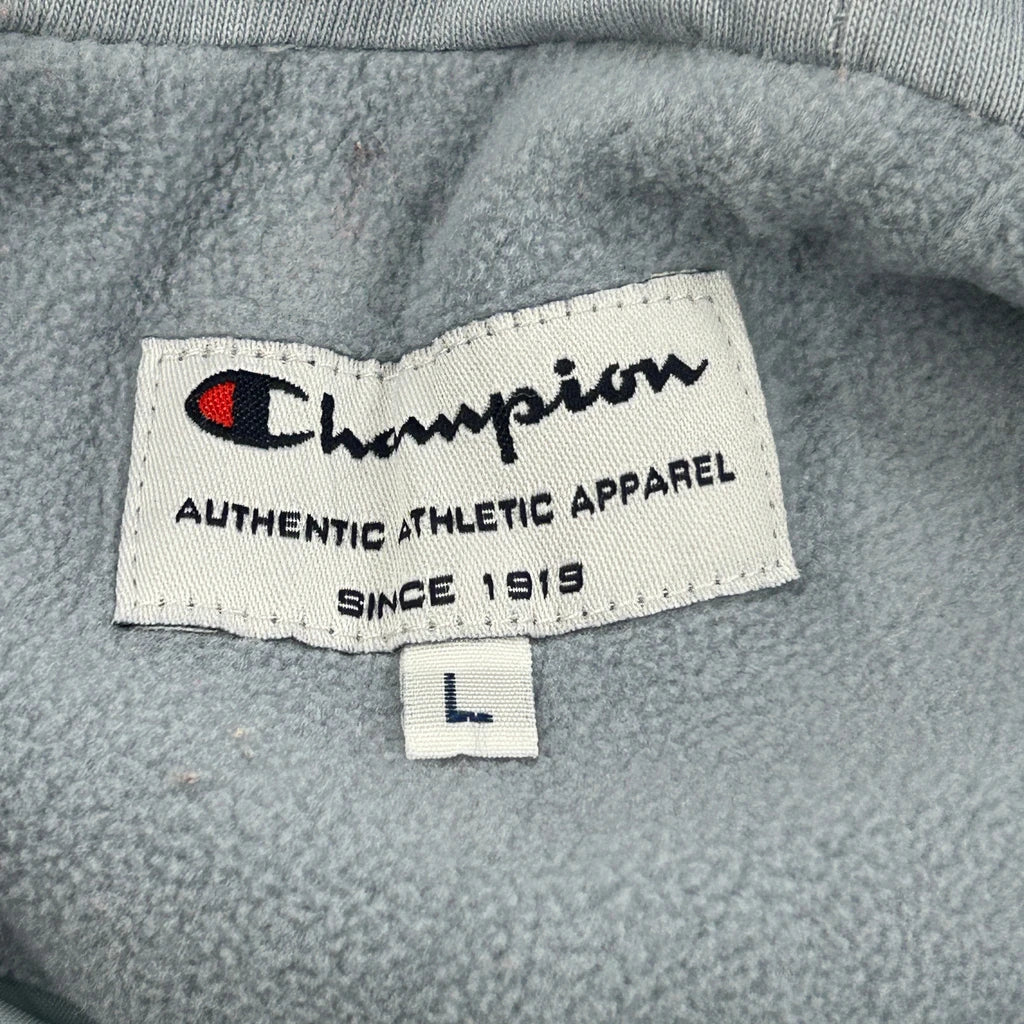 Champion
AUTHENTIC ATHLETIC APPAREL
SINCE 1919
L